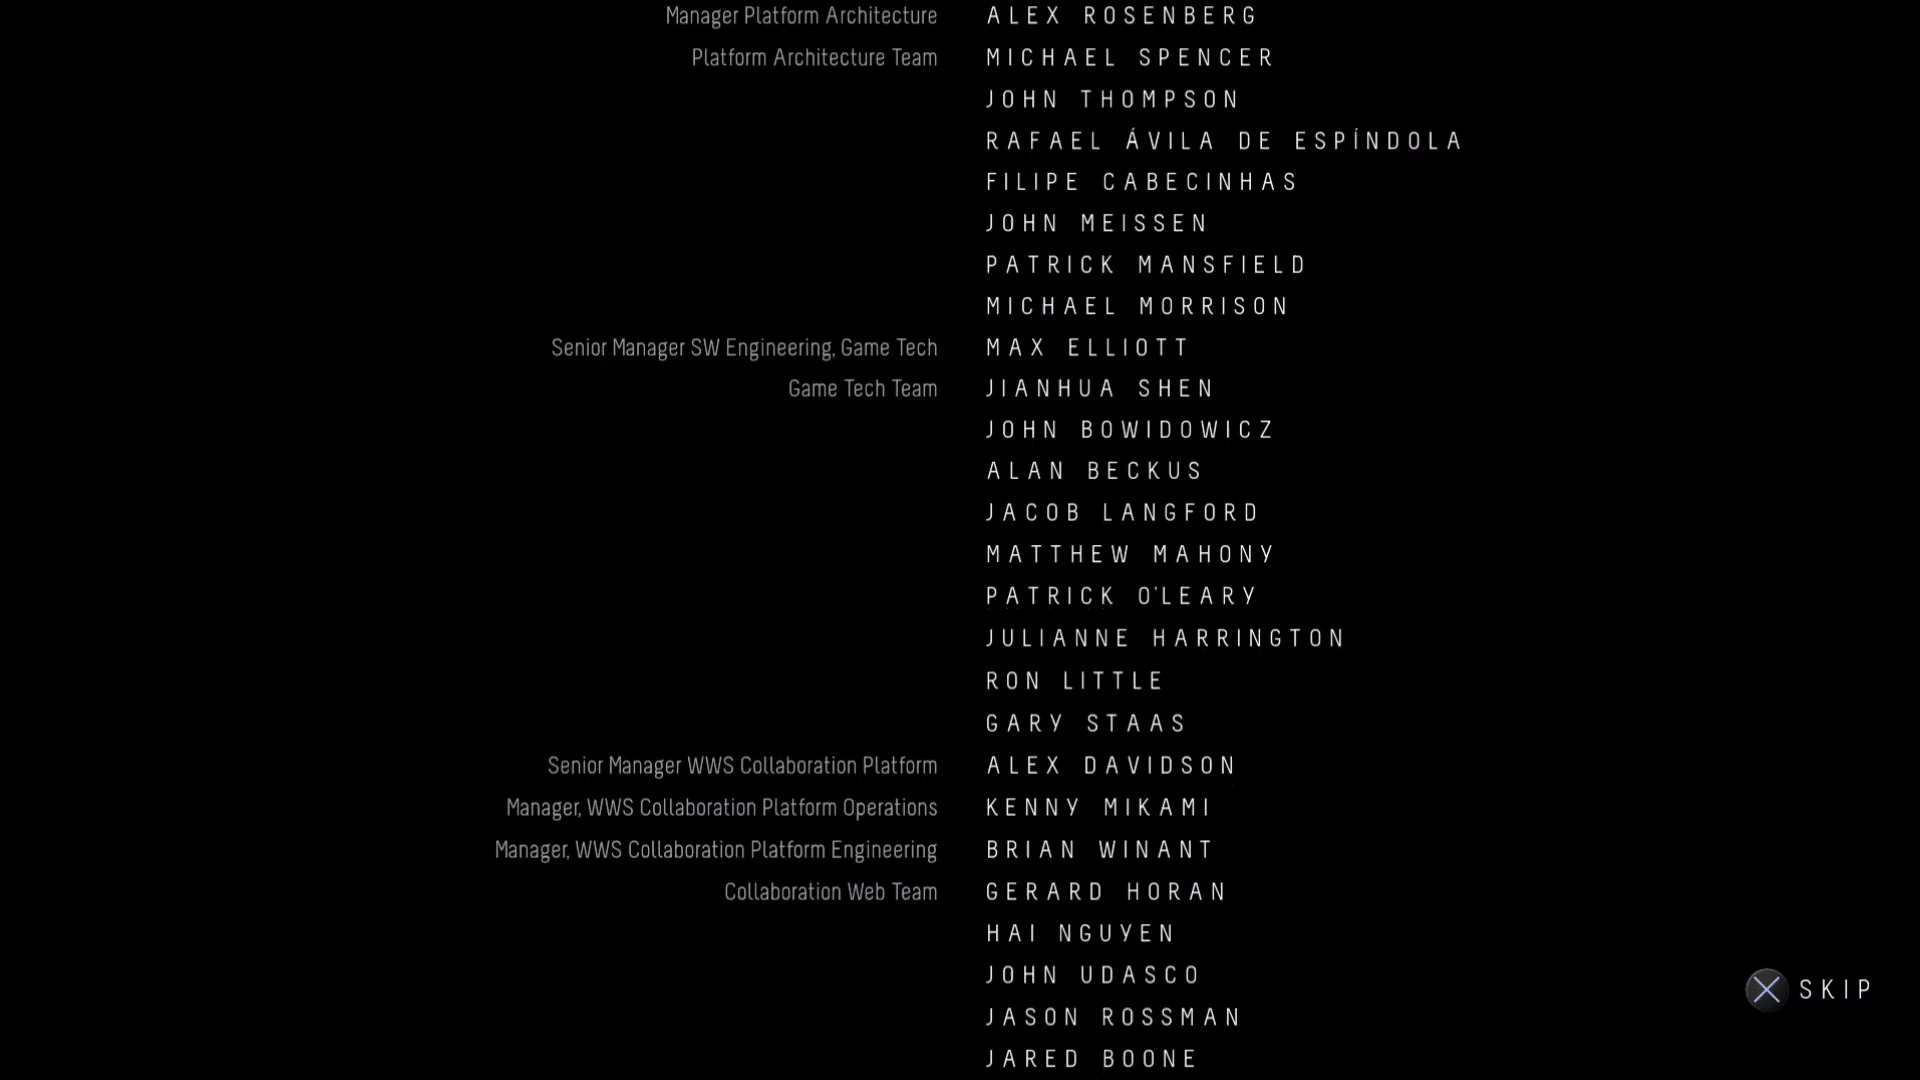 Manager Platform Architecture ALEX ROSENBERG
Platform Architecture Team MICHAEL SPENCER
JOHN THOMPSON
RAFAEL ÁVILA DE ESPÍNDOLA
FILIPE CABECINHAS
JOHN MEISSEN
PATRICK MANSFIELD
MICHAEL MORRISON
Senior Manager SW Engineering, Game Tech MAX ELLIOTT
Game Tech Team JIANHUA SHEN
JOHN BOWIDOWICZ
ALAN BECKUS
JACOB LANGFORD
MATTHEW MAHONY
PATRICK O'LEARY
JULIANNE HARRINGTON
RON LITTLE
GARY STAAS
Senior Manager WWS Collaboration Platform ALEX DAVIDSON
Manager, WWS Collaboration Platform Operations KENNY MIKAMI
Manager, WWS Collaboration Platform Engineering BRIAN WINANT
Collaboration Web Team GERARD HORAN
HAI NGUYEN
JOHN UDASCO
SKIP
JASON ROSSMAN
JARED BOONE